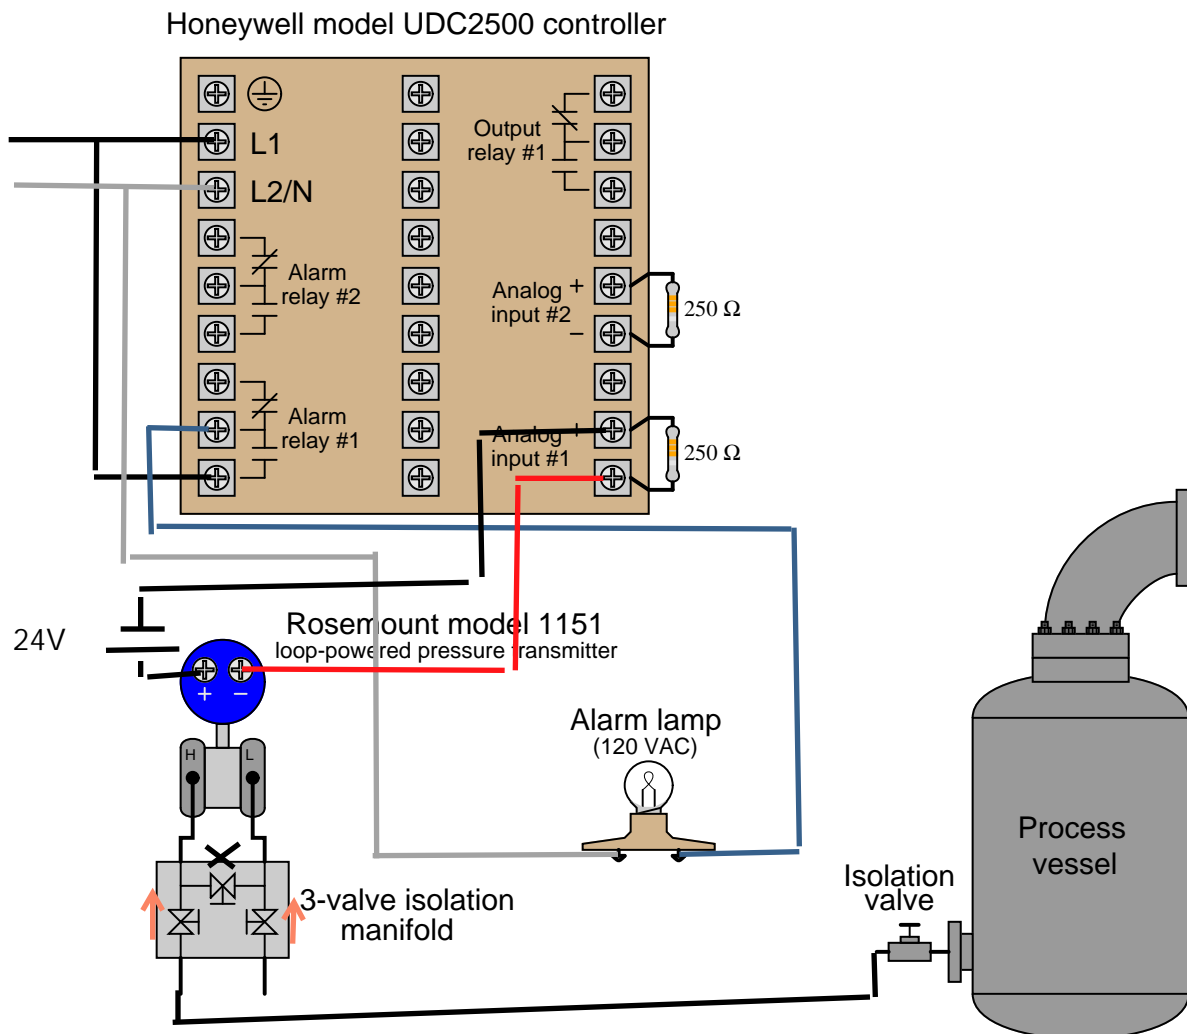 Honeywell model UDC2500 controller
L1
L2/N
Output
relay #1
Alarm
relay #2
Analog +
input #2 −
250 Ω
Alarm
relay #1
Analog +
input #1
250 Ω
24V
Rosemount model 1151
loop-powered pressure transmitter
+ −
H L
Alarm lamp
(120 VAC)
3-valve isolation
manifold
Isolation
valve
Process
vessel